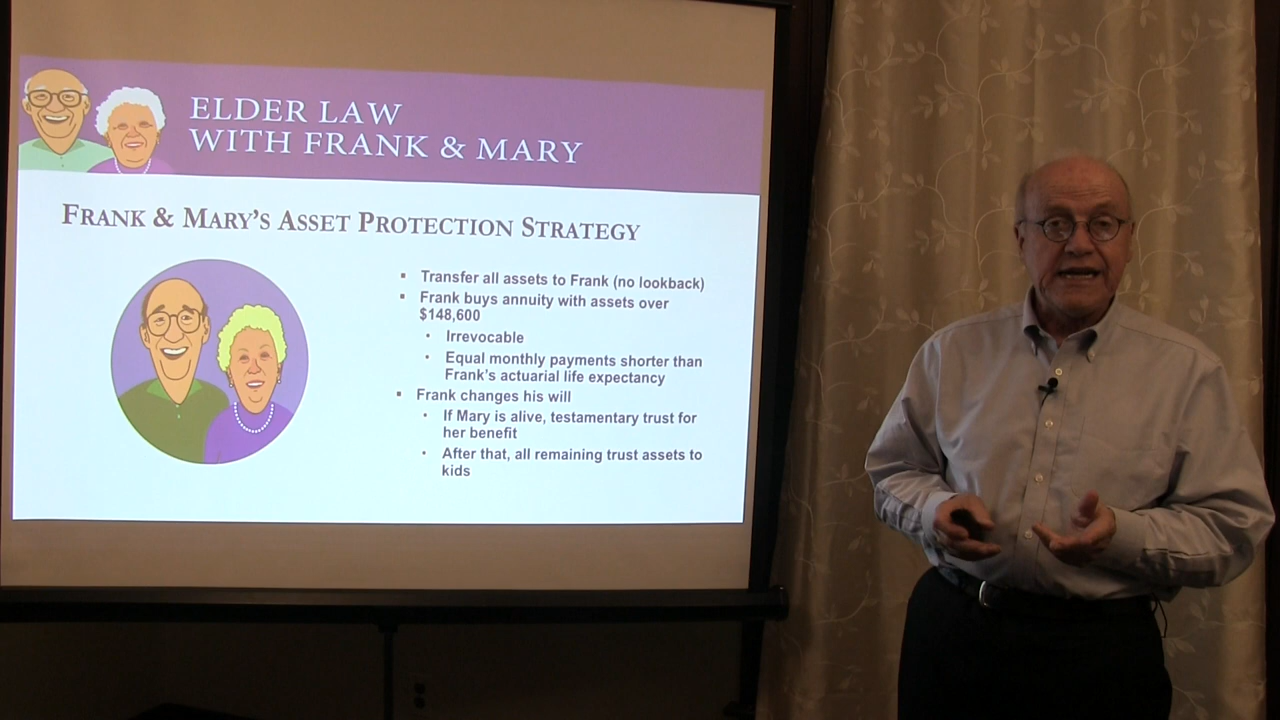 ELDER LAW
WITH FRANK & MARY
FRANK & MARY'S ASSET PROTECTION STRATEGY
▪ Transfer all assets to Frank (no lookback)
▪ Frank buys annuity with assets over
$148,600
• Irrevocable
• Equal monthly payments shorter than
Frank's actuarial life expectancy
▪ Frank changes his will
• If Mary is alive, testamentary trust for
her benefit
• After that, all remaining trust assets to
kids